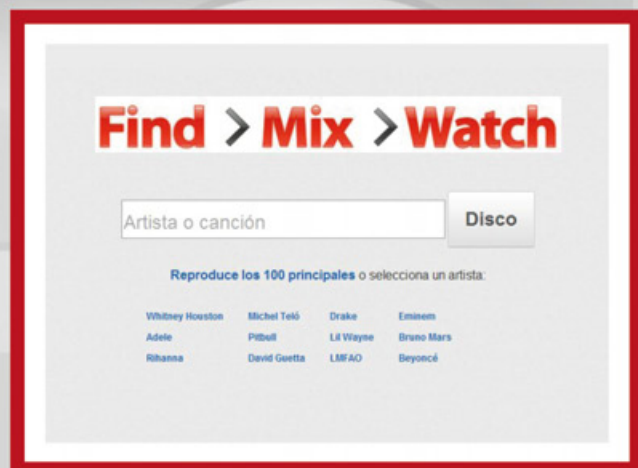 Find > Mix > Watch
Artista o canción Disco
Reproduce los 100 principales o selecciona un artista:
Whitney Houston Michel Teló Drake Eminem
Adele Pitbull Lil Wayne Bruno Mars
Rihanna David Guetta LMFAO Beyoncé